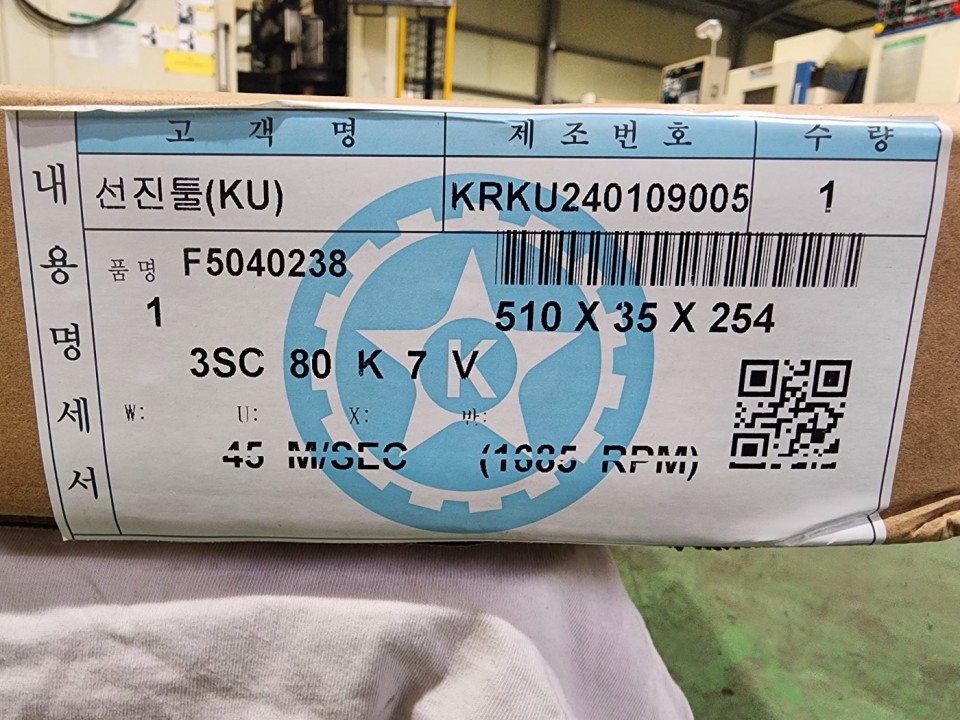 내용명세서
고객명 제조번호 수량
선진툴(KU) KRKU240109005 1
품명 F5040238
1 510 X 35 X 254
3SC 80 K 7 V
K
W: U: X: 뱌:
45 M/SEC (1685 RPM)